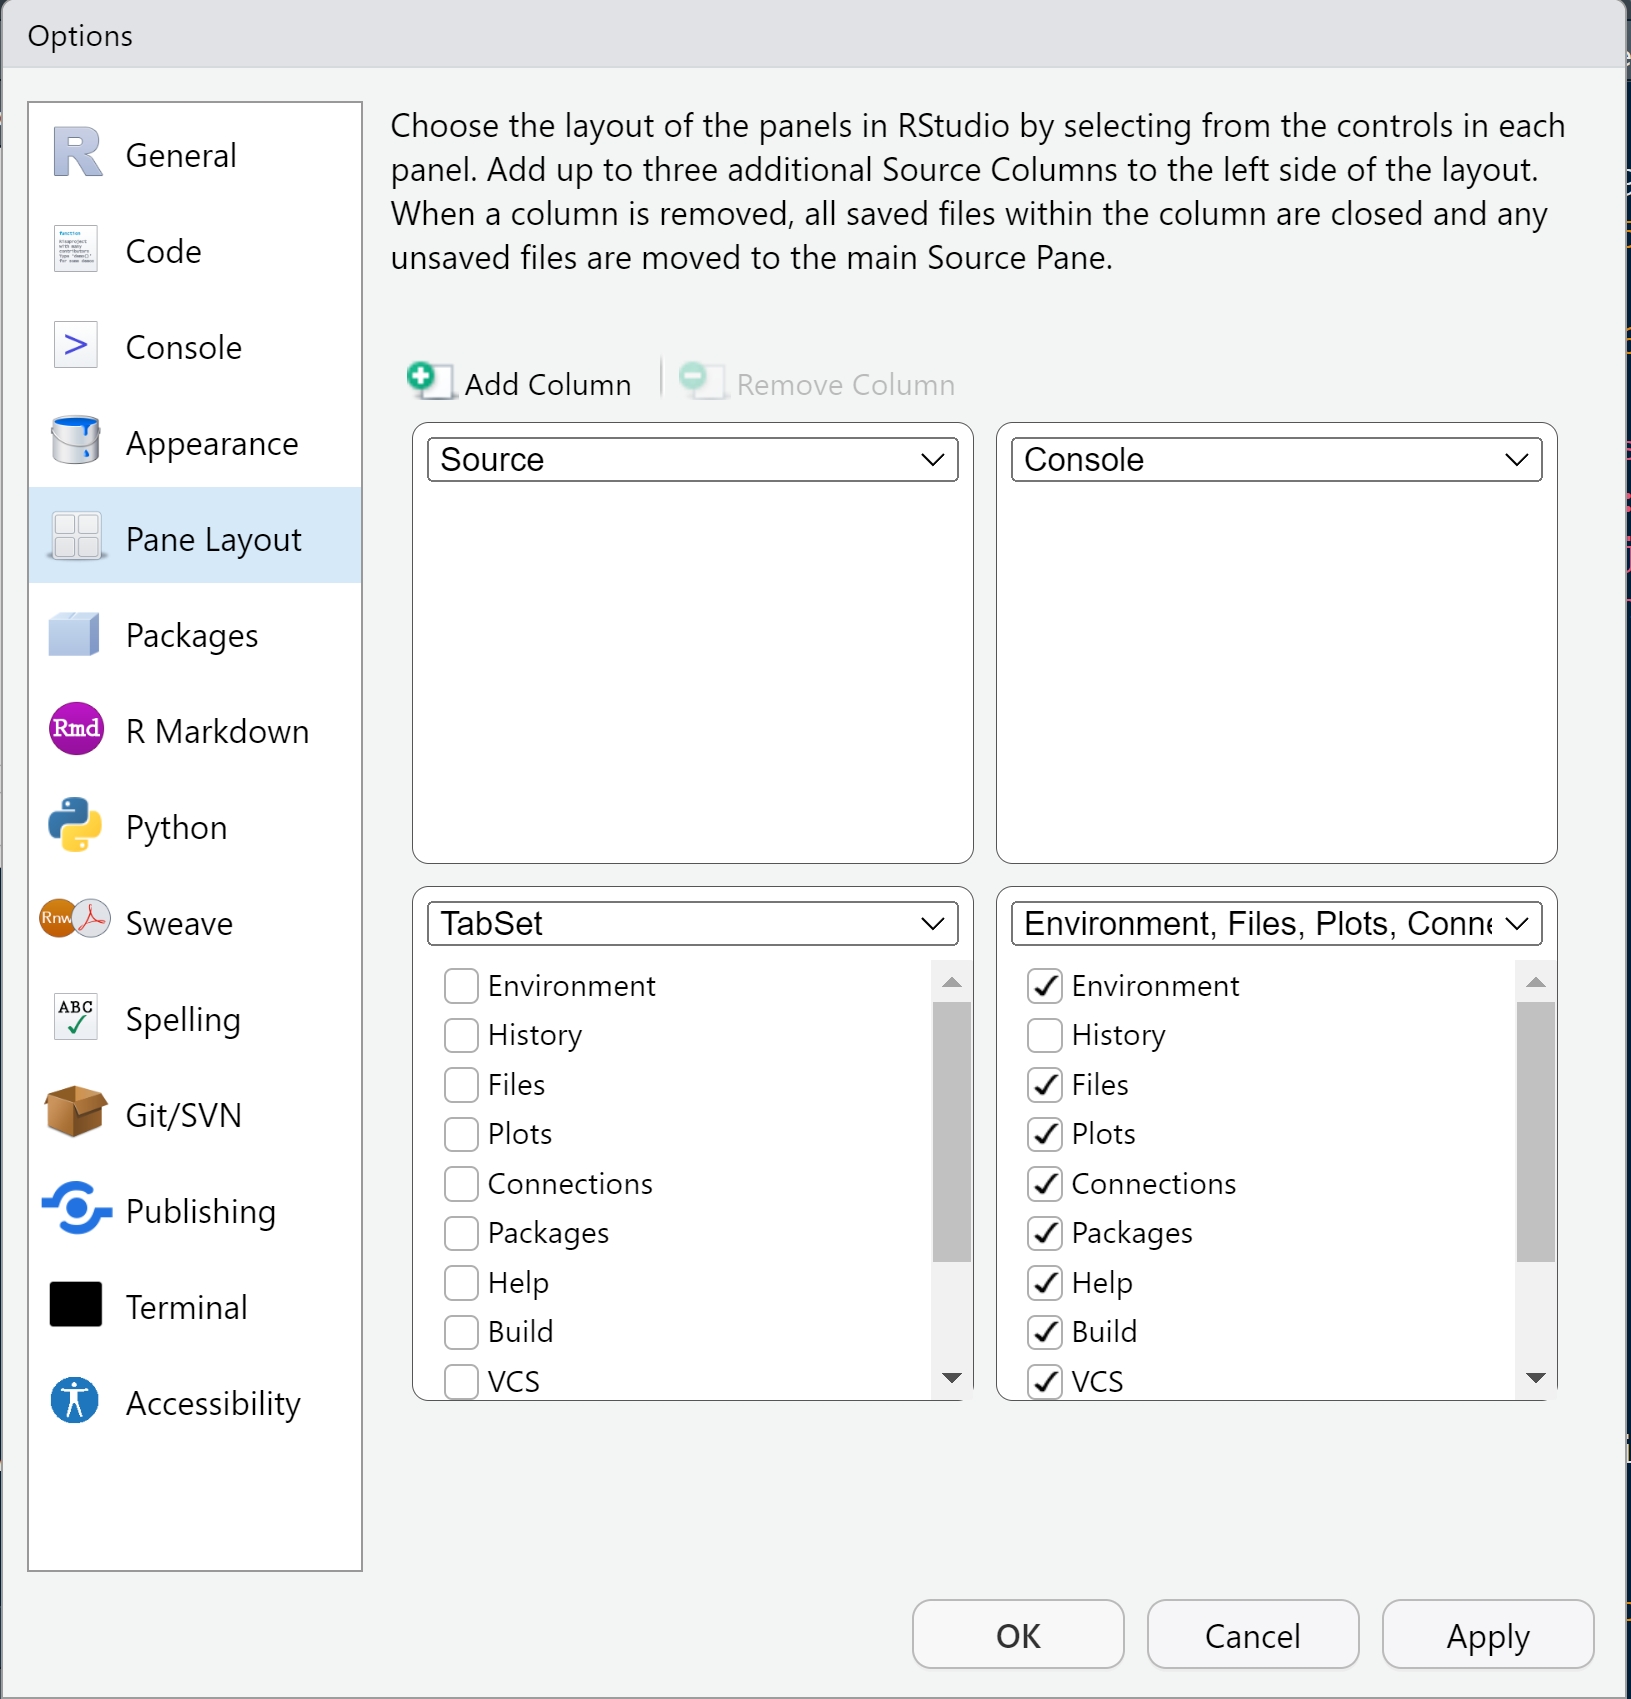 Options
General
Code
Console
Appearance
Pane Layout
Packages
Rmd
R Markdown
Python
Rnw
Sweave
ABC
Spelling
Git/SVN
Publishing
Terminal
Accessibility
Choose the layout of the panels in RStudio by selecting from the controls in each
panel. Add up to three additional Source Columns to the left side of the layout.
When a column is removed, all saved files within the column are closed and any
unsaved files are moved to the main Source Pane.
Add Column
Remove Column
Source
Console
TabSet
Environment
History
Files
Plots
Connections
Packages
Help
Build
VCS
Environment, Files, Plots, Conne
Environment
History
Files
Plots
Connections
Packages
Help
Build
VCS
OK
Cancel
Apply